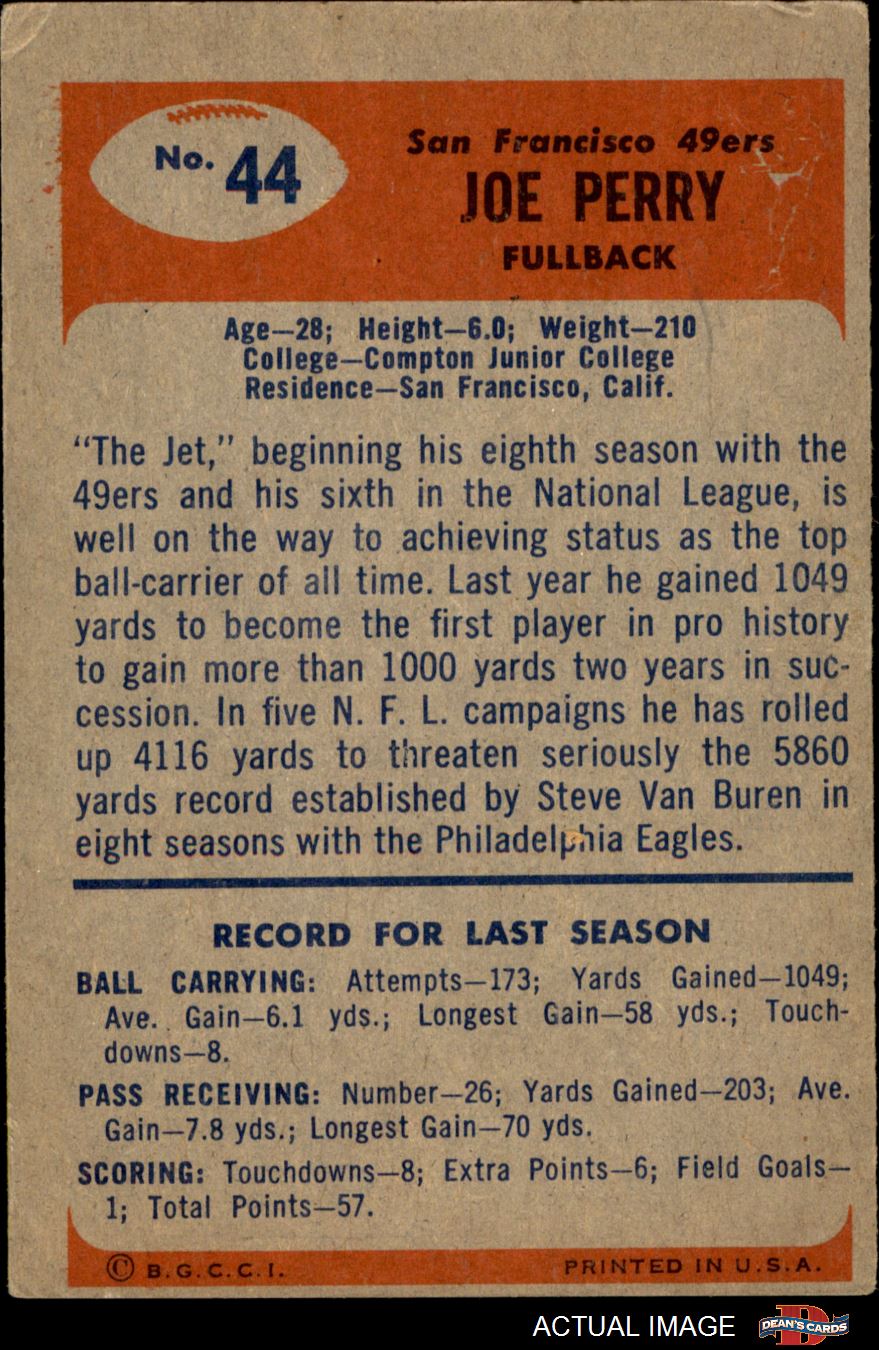 No. 44
San Francisco 49ers
JOE PERRY
FULLBACK
Age—28; Height—6.0; Weight—210
College—Compton Junior College
Residence—San Francisco, Calif.
"The Jet," beginning his eighth season with the
49ers and his sixth in the National League, is
well on the way to achieving status as the top
ball-carrier of all time. Last year he gained 1049
yards to become the first player in pro history
to gain more than 1000 yards two years in suc-
cession. In five N. F. L. campaigns he has rolled
up 4116 yards to threaten seriously the 5860
yards record established by Steve Van Buren in
eight seasons with the Philadelphia Eagles.
RECORD FOR LAST SEASON
BALL CARRYING: Attempts—173; Yards Gained—1049;
Ave. Gain—6.1 yds.; Longest Gain—58 yds.; Touch-
downs—8.
PASS RECEIVING: Number—26; Yards Gained—203; Ave.
Gain—7.8 yds.; Longest Gain—70 yds.
SCORING: Touchdowns—8; Extra Points—6; Field Goals—
1; Total Points—57.
© B.G.C.C.I. PRINTED IN U.S.A.
ACTUAL IMAGE DEAN'S CARDS